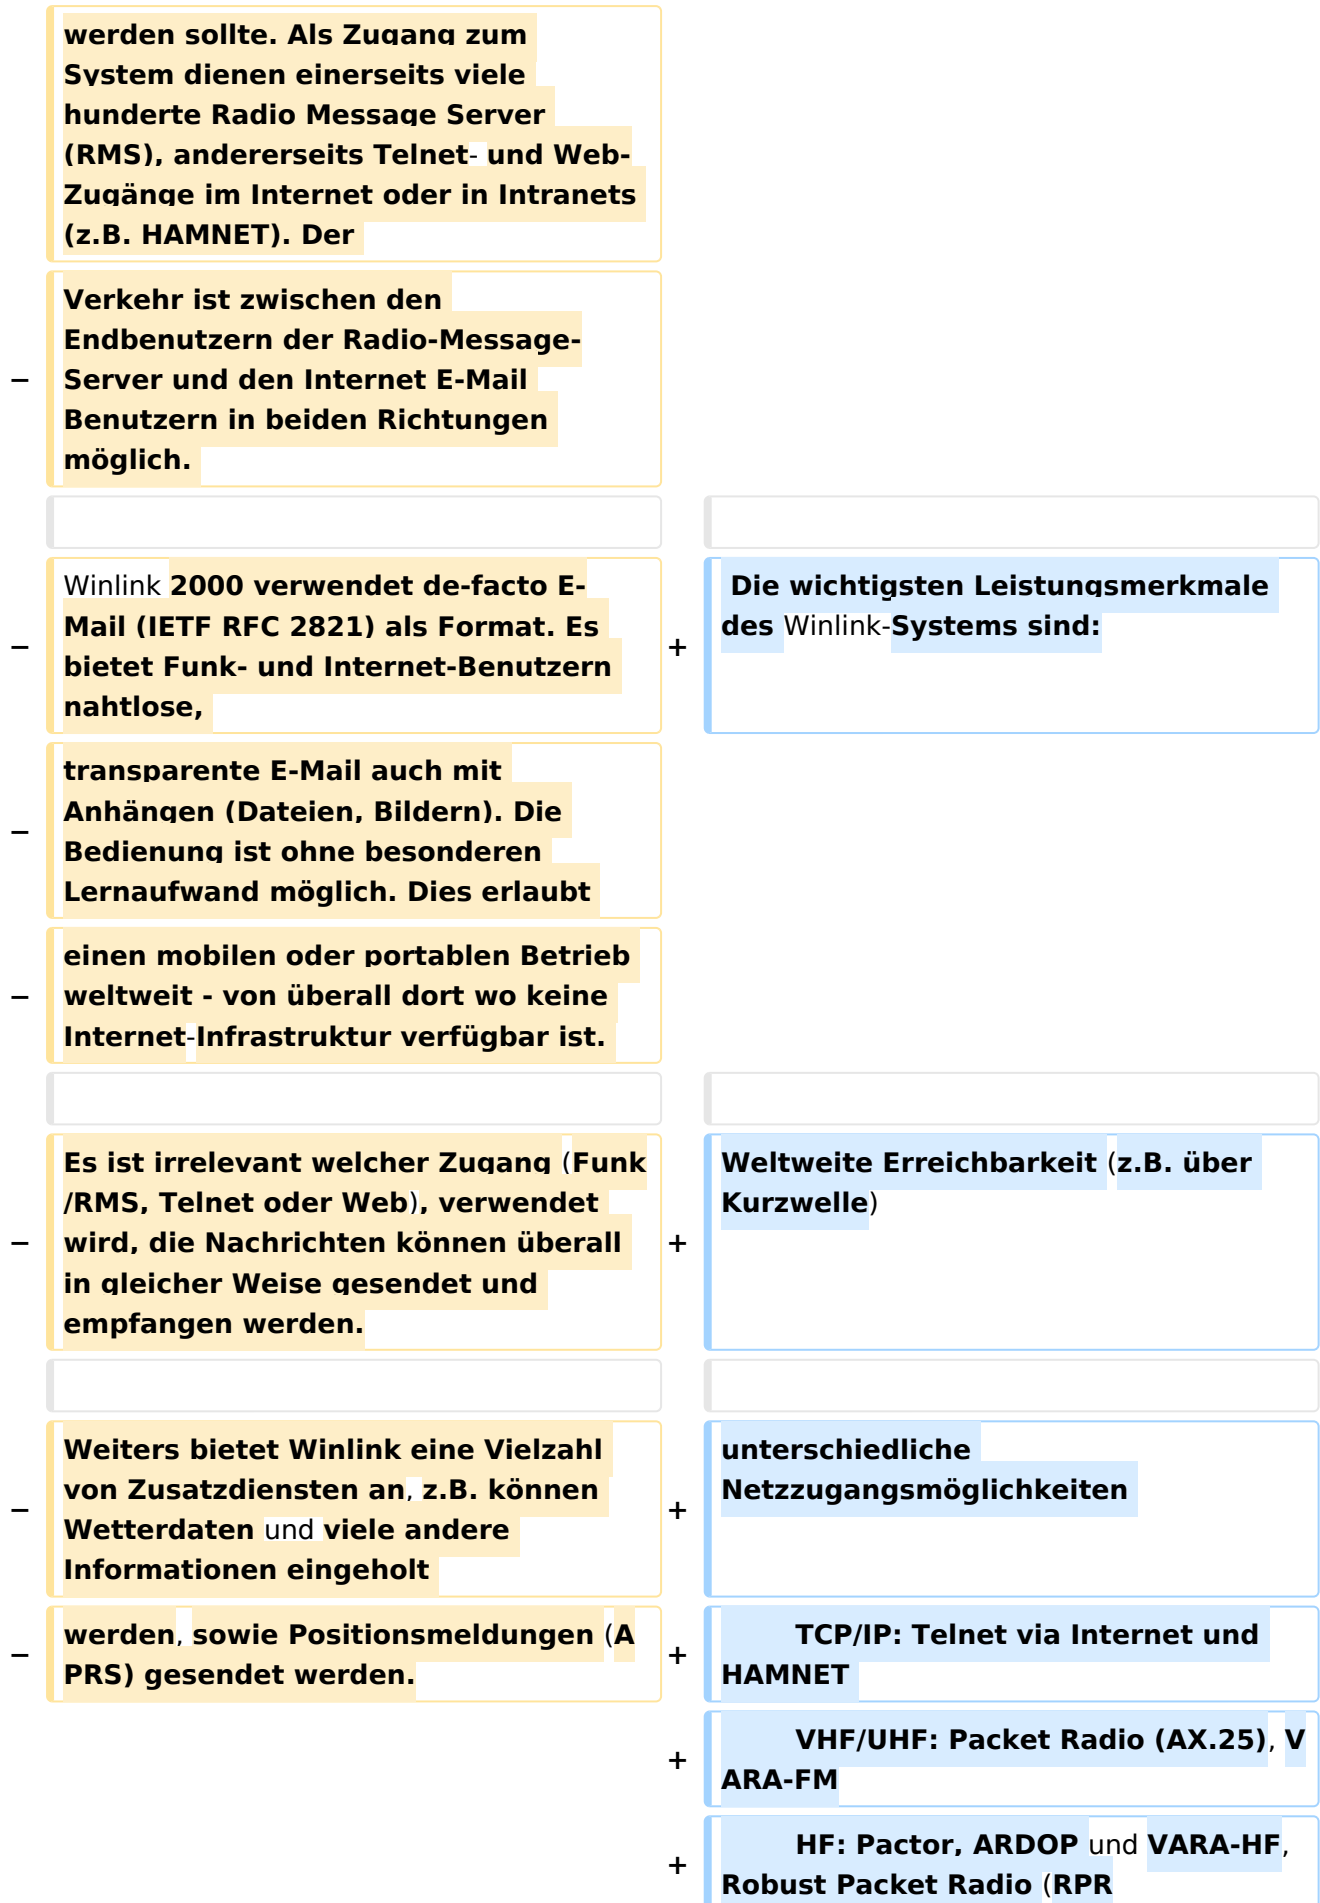 werden sollte. Als Zugang zum
System dienen einerseits viele
hunderte Radio Message Server
(RMS), andererseits Telnet- und Web-
Zugänge im Internet oder in Intranets
(z.B. HAMNET). Der
Verkehr ist zwischen den
Endbenutzern der Radio-Message-
− Server und den Internet E-Mail
Benutzern in beiden Richtungen
möglich.
− Winlink 2000 verwendet de-facto E-
Mail (IETF RFC 2821) als Format. Es
bietet Funk- und Internet-Benutzern
nahtlose,
+ Die wichtigsten Leistungsmerkmale
des Winlink-Systems sind:
− transparente E-Mail auch mit
Anhängen (Dateien, Bildern). Die
Bedienung ist ohne besonderen
Lernaufwand möglich. Dies erlaubt
einen mobilen oder portablen Betrieb
− weltweit - von überall dort wo keine
Internet-Infrastruktur verfügbar ist.
Es ist irrelevant welcher Zugang (Funk
/RMS, Telnet oder Web), verwendet
− wird, die Nachrichten können überall
in gleicher Weise gesendet und
empfangen werden.
+ Weltweite Erreichbarkeit (z.B. über
Kurzwelle)
− Weiters bietet Winlink eine Vielzahl
von Zusatzdiensten an, z.B. können
Wetterdaten und viele andere
Informationen eingeholt
+ unterschiedliche
Netzzugangsmöglichkeiten
− werden, sowie Positionsmeldungen (A
PRS) gesendet werden.
+ TCP/IP: Telnet via Internet und
HAMNET
+ VHF/UHF: Packet Radio (AX.25), V
ARA-FM
+ HF: Pactor, ARDOP und VARA-HF,
Robust Packet Radio (RPR